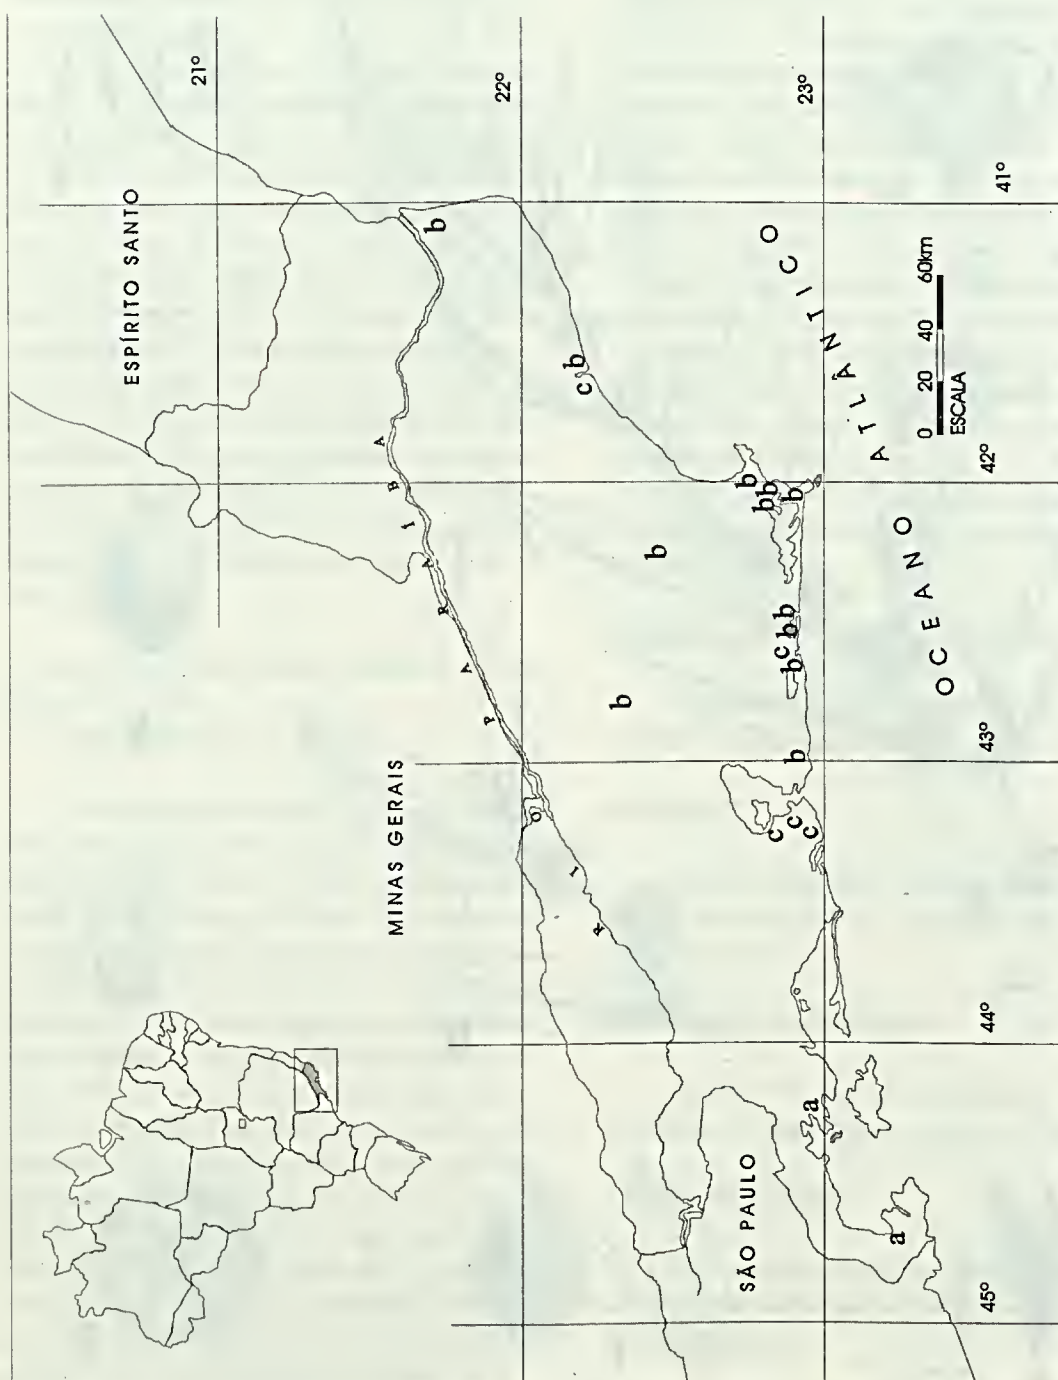 ESPÍRITO SANTO
21°
MINAS GERAIS
RIO PARAÍBA
b
22°
c b
b
b
b
bb
b
SÃO PAULO
c
c
c
b
b
c
b
b
a
23°
a
OCEANO ATLÂNTICO
0 20 40 60km
ESCALA
45° 44° 43° 42° 41°